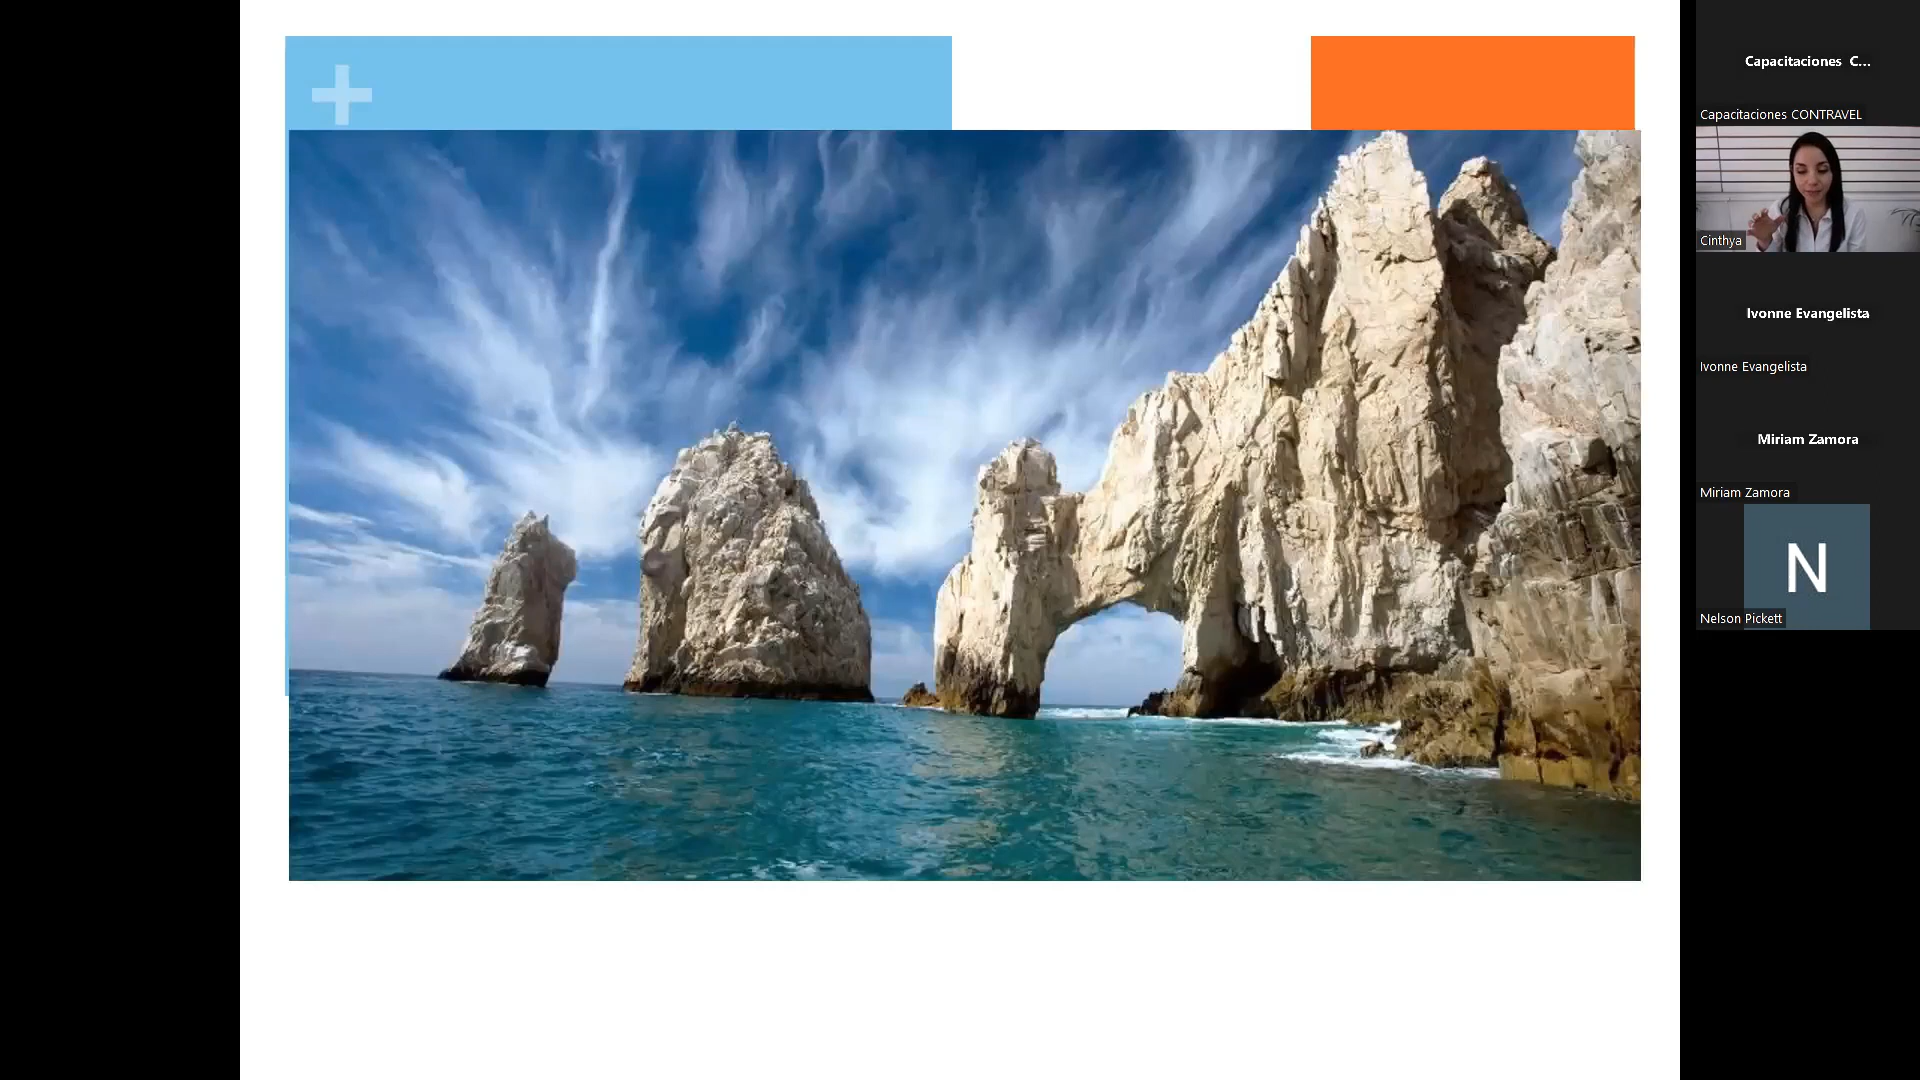 Capacitaciones C...
Capacitaciones CONTRAVEL
Cinthya
Ivonne Evangelista
Ivonne Evangelista
Miriam Zamora
Miriam Zamora
N
Nelson Pickett